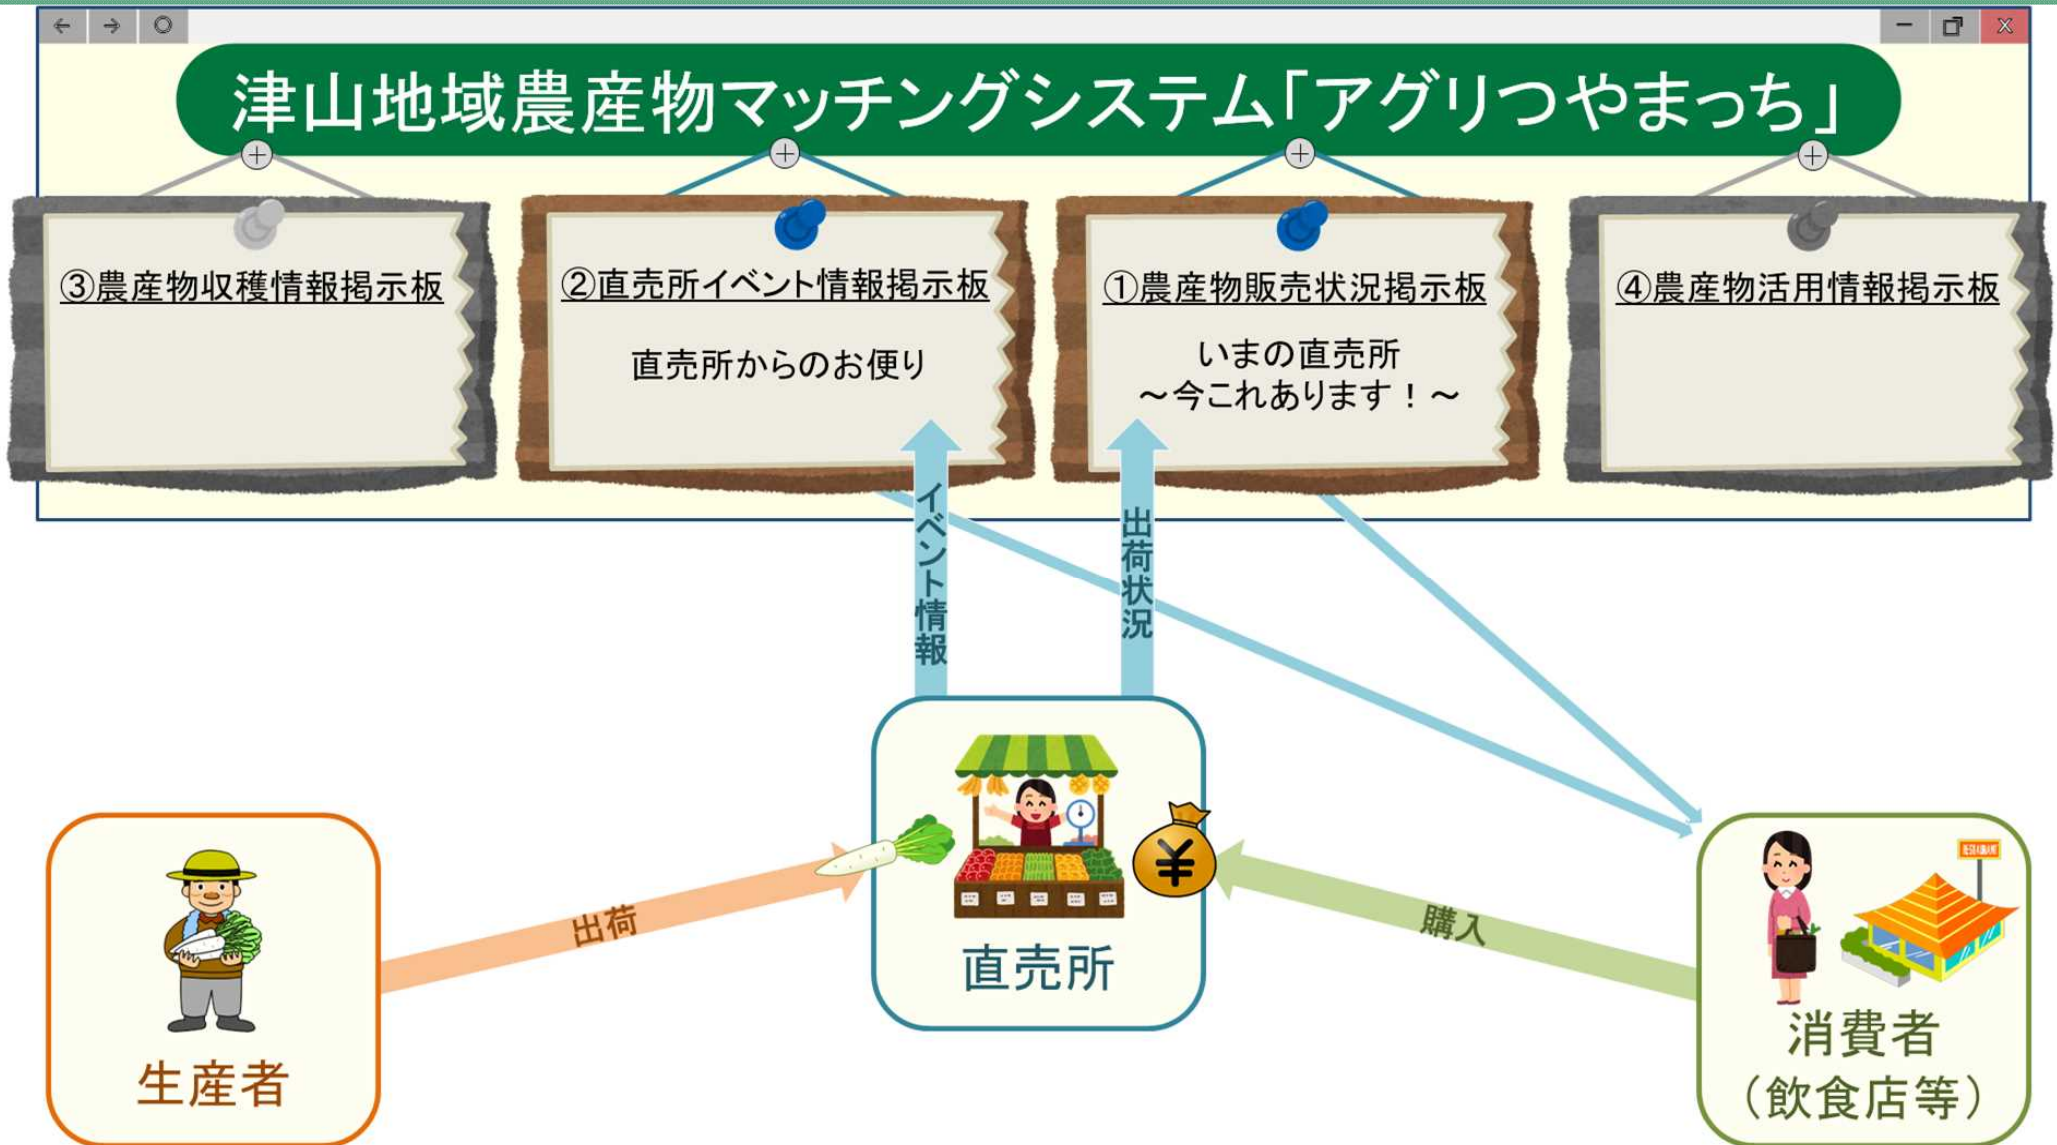 津山地域農産物マッチングシステム「アグリつやまっち」
③農産物収穫情報掲示板
②直売所イベント情報掲示板
直売所からのお便り
①農産物販売状況掲示板
いまの直売所
～今これあります！～
④農産物活用情報掲示板
イベント情報
出荷状況
出荷
購入
¥
RESTAURANT
直売所
生産者
消費者
（飲食店等）